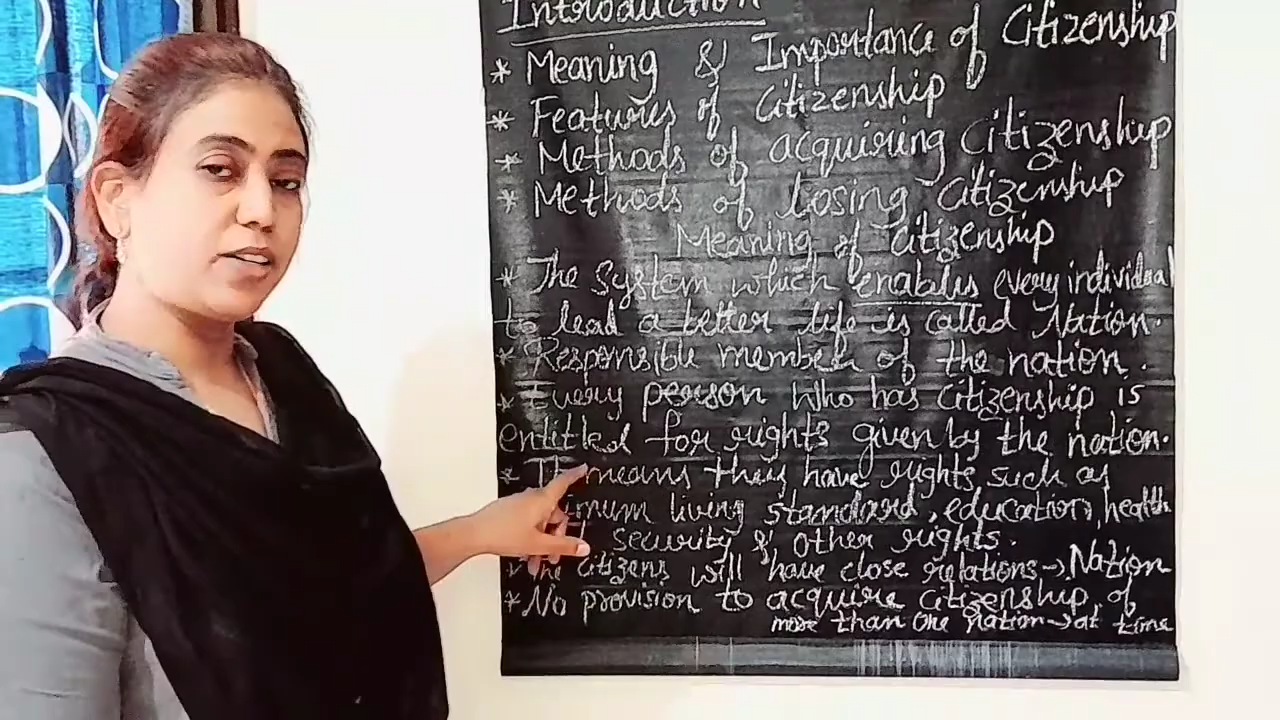 Introduction
* Meaning & Importance of Citizenship
* Features of Citizenship
* Methods of acquiring Citizenship
* Methods of Losing Citizenship
Meaning of Citizenship
* The System which enables every individual
to lead a better life is called Nation.
* Responsible member of the nation.
* Every person who has citizenship is
entitled for rights given by the nation.
* means they have rights such as
living standard, education, health
security & other rights.
* The Citizens will have close relations → Nation
* No provision to acquire citizenship of
more than one nation → at time